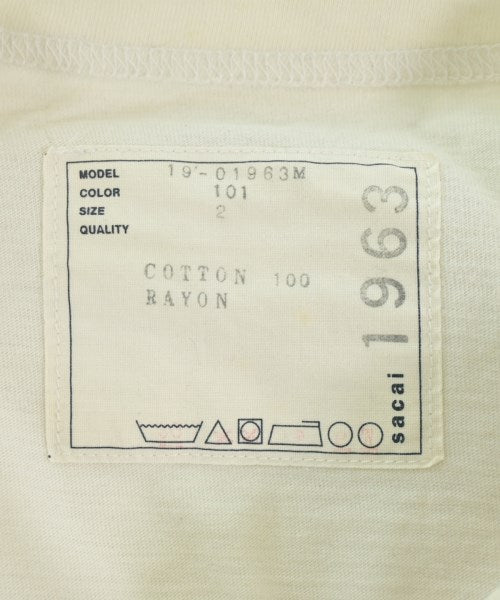 MODEL 19'-01963M
COLOR 101
SIZE 2
QUALITY
COTTON 100
RAYON
sacai 1963